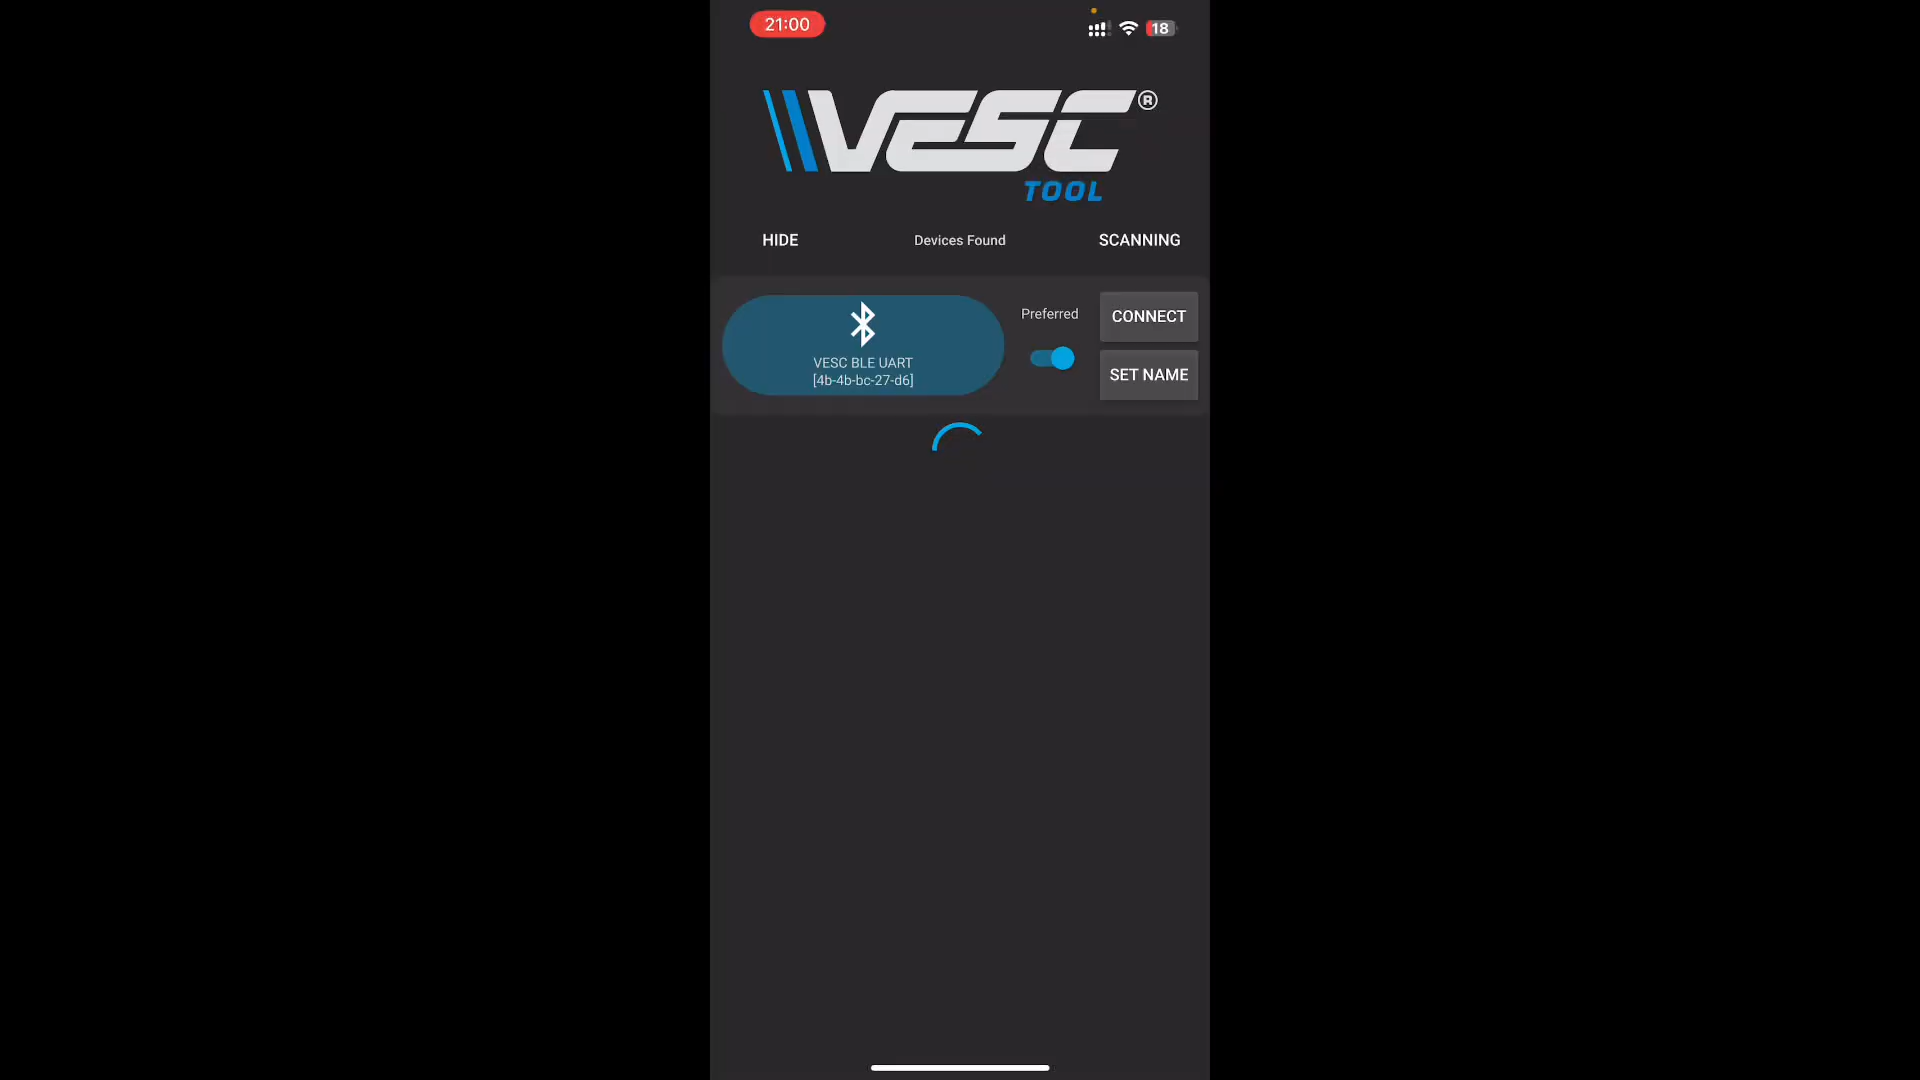 21:00
18
VESC®
TOOL
HIDE Devices Found SCANNING
Preferred
CONNECT
VESC BLE UART
[4b-4b-bc-27-d6]
SET NAME